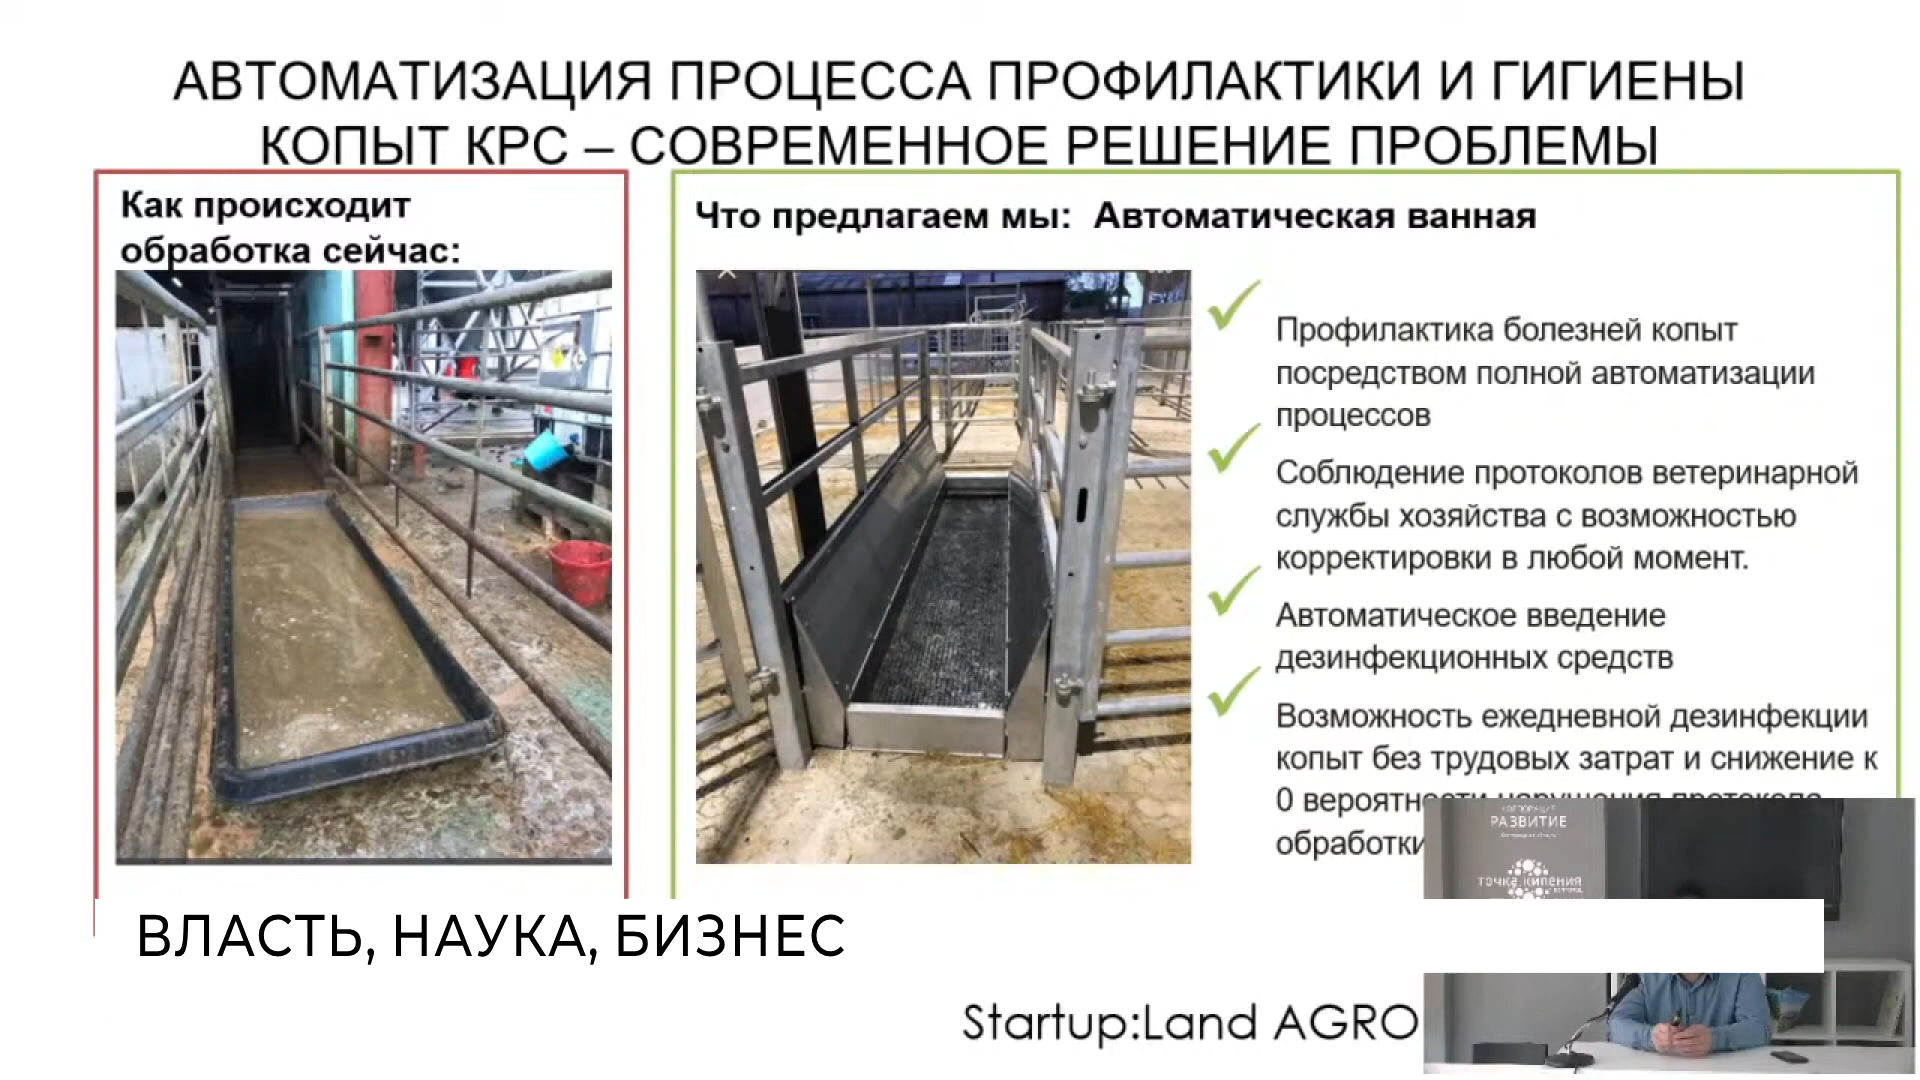 АВТОМАТИЗАЦИЯ ПРОЦЕССА ПРОФИЛАКТИКИ И ГИГИЕНЫ
КОПЫТ КРС – СОВРЕМЕННОЕ РЕШЕНИЕ ПРОБЛЕМЫ
Как происходит
обработка сейчас:
Что предлагаем мы: Автоматическая ванная
Профилактика болезней копыт
посредством полной автоматизации
процессов
Соблюдение протоколов ветеринарной
службы хозяйства с возможностью
корректировки в любой момент.
Автоматическое введение
дезинфекционных средств
Возможность ежедневной дезинфекции
копыт без трудовых затрат и снижение к
0 вероятности нарушения протокола
обработки
РАЗВИТИЕ
точка кипения
ВЛАСТЬ, НАУКА, БИЗНЕС
Startup:Land AGRO